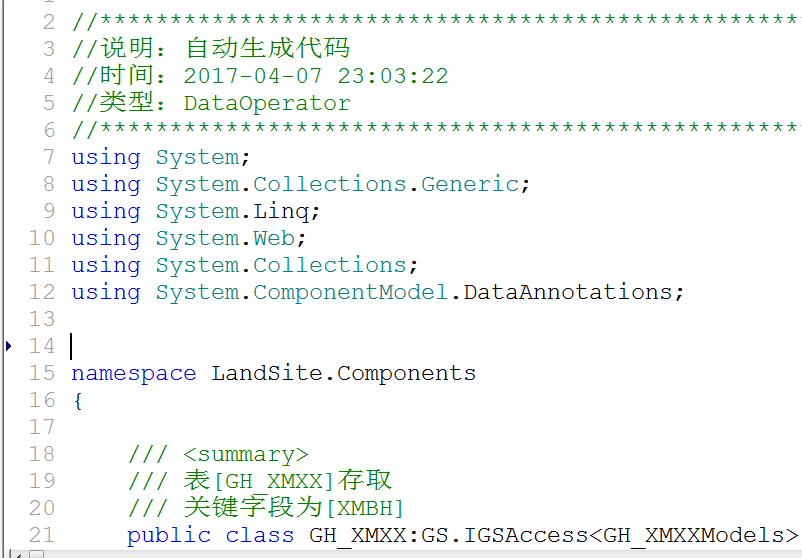 2 //****************************************************
3 //说明：自动生成代码
4 //时间：2017-04-07 23:03:22
5 //类型：DataOperator
6 //****************************************************
7 using System;
8 using System.Collections.Generic;
9 using System.Linq;
10 using System.Web;
11 using System.Collections;
12 using System.ComponentModel.DataAnnotations;
13
14
15 namespace LandSite.Components
16 {
17
18 /// <summary>
19 /// 表[GH_XMXX]存取
20 /// 关键字段为[XMBH]
21 public class GH_XMXX:GS.IGSAccess<GH_XMXXModels>